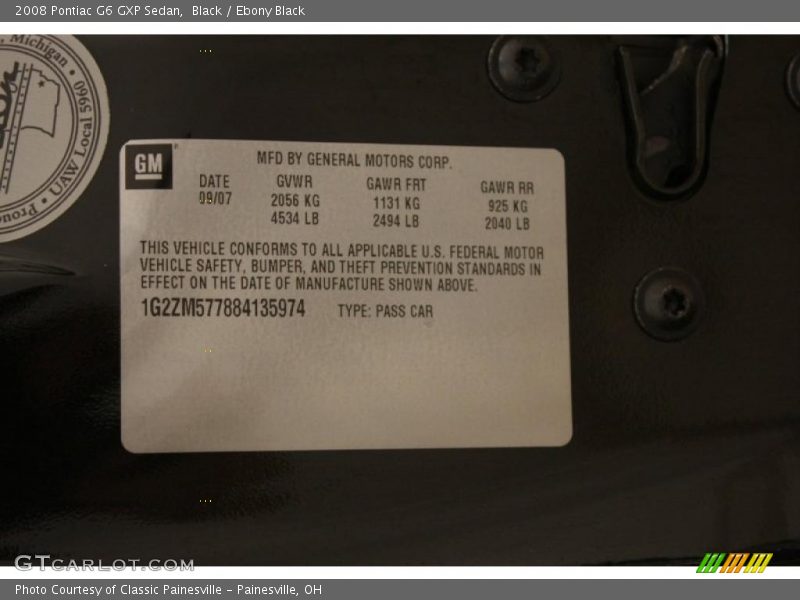 2008 Pontiac G6 GXP Sedan, Black / Ebony Black
, Michigan • UAW Local 5960 •
GM
MFD BY GENERAL MOTORS CORP.
DATE GVWR GAWR FRT GAWR RR
09/07 2056 KG 1131 KG 925 KG
4534 LB 2494 LB 2040 LB
THIS VEHICLE CONFORMS TO ALL APPLICABLE U.S. FEDERAL MOTOR
VEHICLE SAFETY, BUMPER, AND THEFT PREVENTION STANDARDS IN
EFFECT ON THE DATE OF MANUFACTURE SHOWN ABOVE.
1G2ZM577884135974 TYPE: PASS CAR
GTCARLOT.COM
Photo Courtesy of Classic Painesville - Painesville, OH